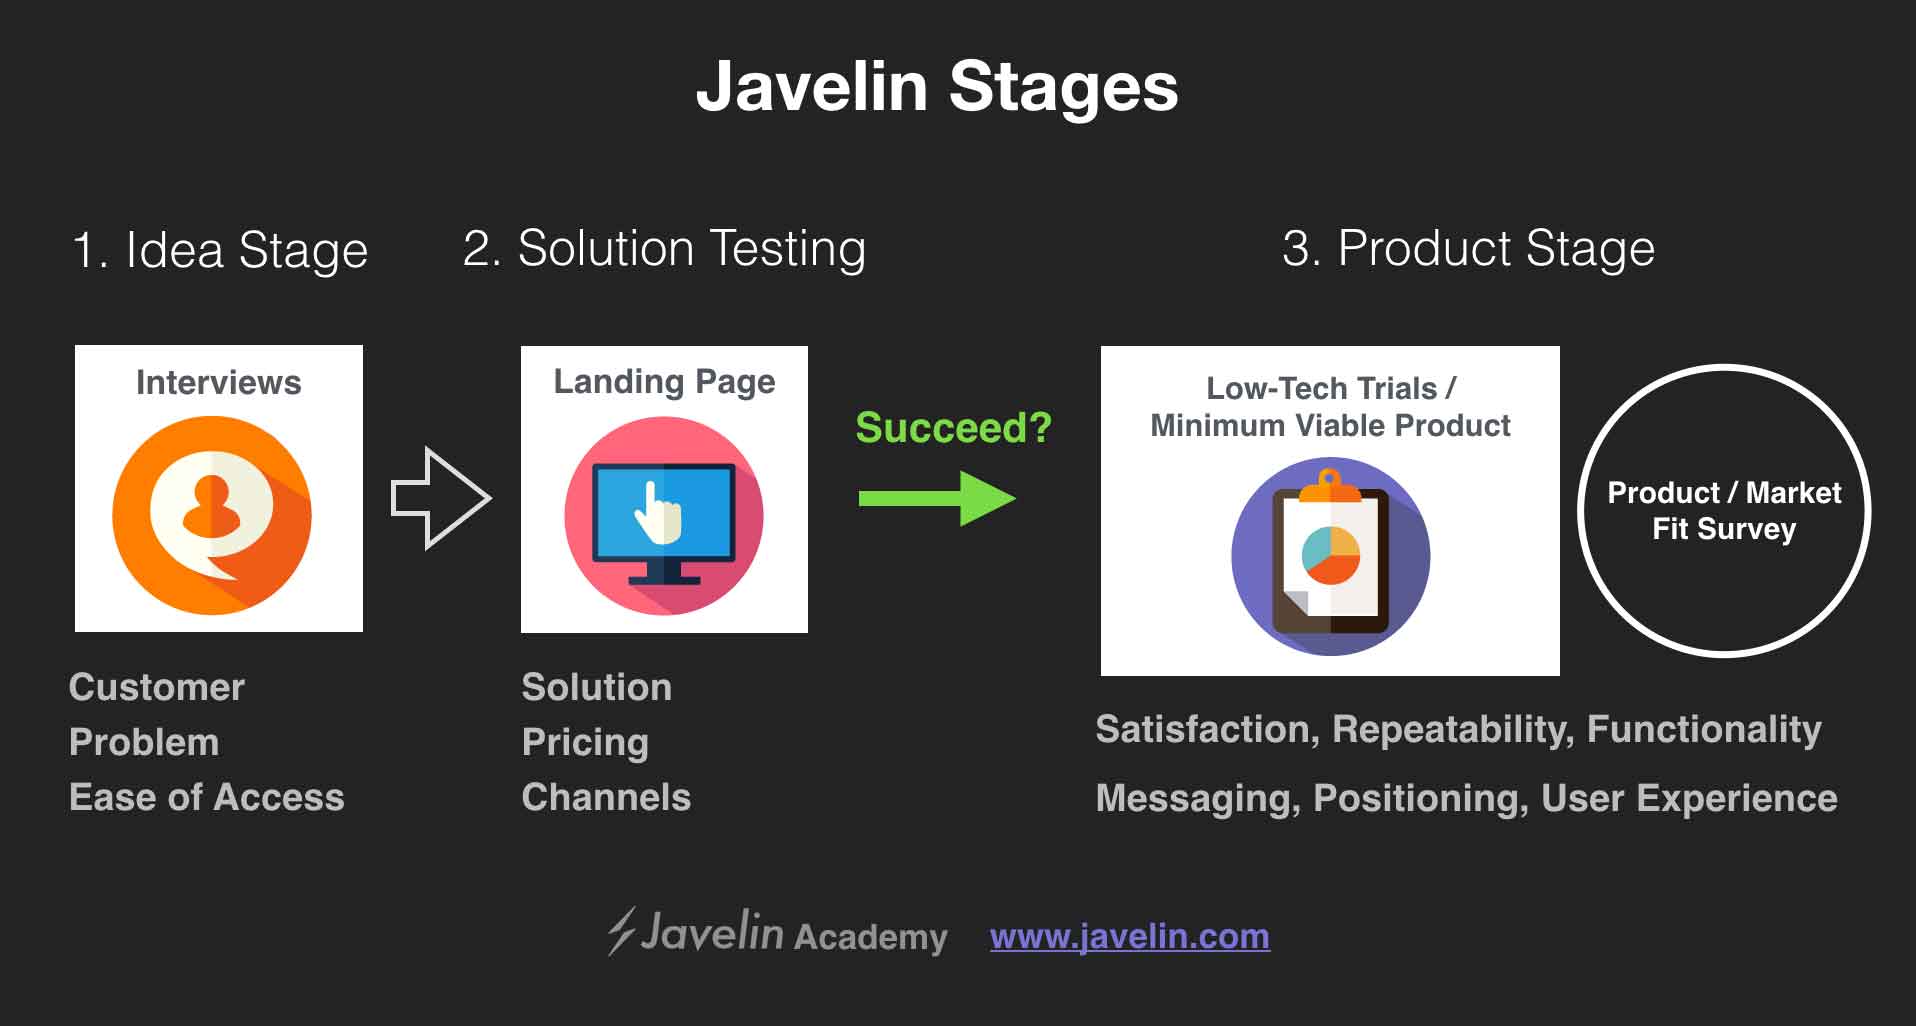 Javelin Stages
1. Idea Stage
2. Solution Testing
3. Product Stage
Interviews
Customer
Problem
Ease of Access
Landing Page
Solution
Pricing
Channels
Succeed?
Low-Tech Trials /
Minimum Viable Product
Product / Market
Fit Survey
Satisfaction, Repeatability, Functionality
Messaging, Positioning, User Experience
Javelin Academy
www.javelin.com